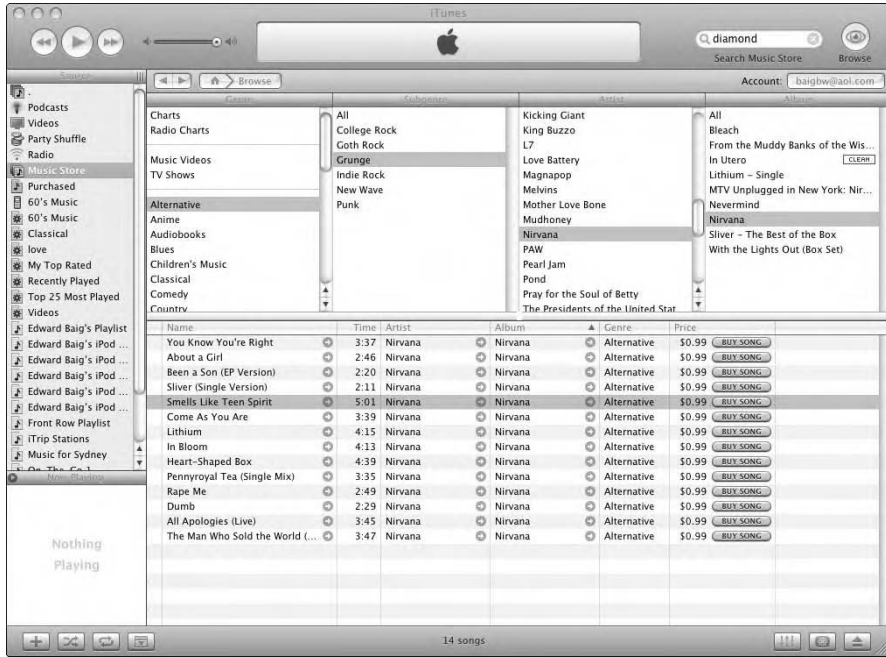 iTunes
diamond
Search Music Store
Browse
Source
Browse
Account: baigbw@aol.com
.
Podcasts
Videos
Party Shuffle
Radio
Music Store
Purchased
60's Music
60's Music
Classical
love
My Top Rated
Recently Played
Top 25 Most Played
Videos
Edward Baig's Playlist
Edward Baig's iPod ...
Edward Baig's iPod ...
Edward Baig's iPod ...
Edward Baig's iPod ...
Edward Baig's iPod ...
Front Row Playlist
iTrip Stations
Music for Sydney
On-The-Go 1
Now Playing
Nothing
Playing
Genre
Charts
Radio Charts
Music Videos
TV Shows
Alternative
Anime
Audiobooks
Blues
Children's Music
Classical
Comedy
Country
Subgenre
All
College Rock
Goth Rock
Grunge
Indie Rock
New Wave
Punk
Artist
Kicking Giant
King Buzzo
L7
Love Battery
Magnapop
Melvins
Mother Love Bone
Mudhoney
Nirvana
PAW
Pearl Jam
Pond
Pray for the Soul of Betty
The Presidents of the United Stat
Album
All
Bleach
From the Muddy Banks of the Wis...
In Utero CLEAN
Lithium – Single
MTV Unplugged in New York: Nir...
Nevermind
Nirvana
Sliver – The Best of the Box
With the Lights Out (Box Set)
Name Time Artist Album Genre Price
You Know You're Right 3:37 Nirvana Nirvana Alternative $0.99 BUY SONG
About a Girl 2:46 Nirvana Nirvana Alternative $0.99 BUY SONG
Been a Son (EP Version) 2:20 Nirvana Nirvana Alternative $0.99 BUY SONG
Sliver (Single Version) 2:11 Nirvana Nirvana Alternative $0.99 BUY SONG
Smells Like Teen Spirit 5:01 Nirvana Nirvana Alternative $0.99 BUY SONG
Come As You Are 3:39 Nirvana Nirvana Alternative $0.99 BUY SONG
Lithium 4:15 Nirvana Nirvana Alternative $0.99 BUY SONG
In Bloom 4:13 Nirvana Nirvana Alternative $0.99 BUY SONG
Heart-Shaped Box 4:39 Nirvana Nirvana Alternative $0.99 BUY SONG
Pennyroyal Tea (Single Mix) 3:35 Nirvana Nirvana Alternative $0.99 BUY SONG
Rape Me 2:49 Nirvana Nirvana Alternative $0.99 BUY SONG
Dumb 2:29 Nirvana Nirvana Alternative $0.99 BUY SONG
All Apologies (Live) 3:45 Nirvana Nirvana Alternative $0.99 BUY SONG
The Man Who Sold the World (... 3:47 Nirvana Nirvana Alternative $0.99 BUY SONG
14 songs